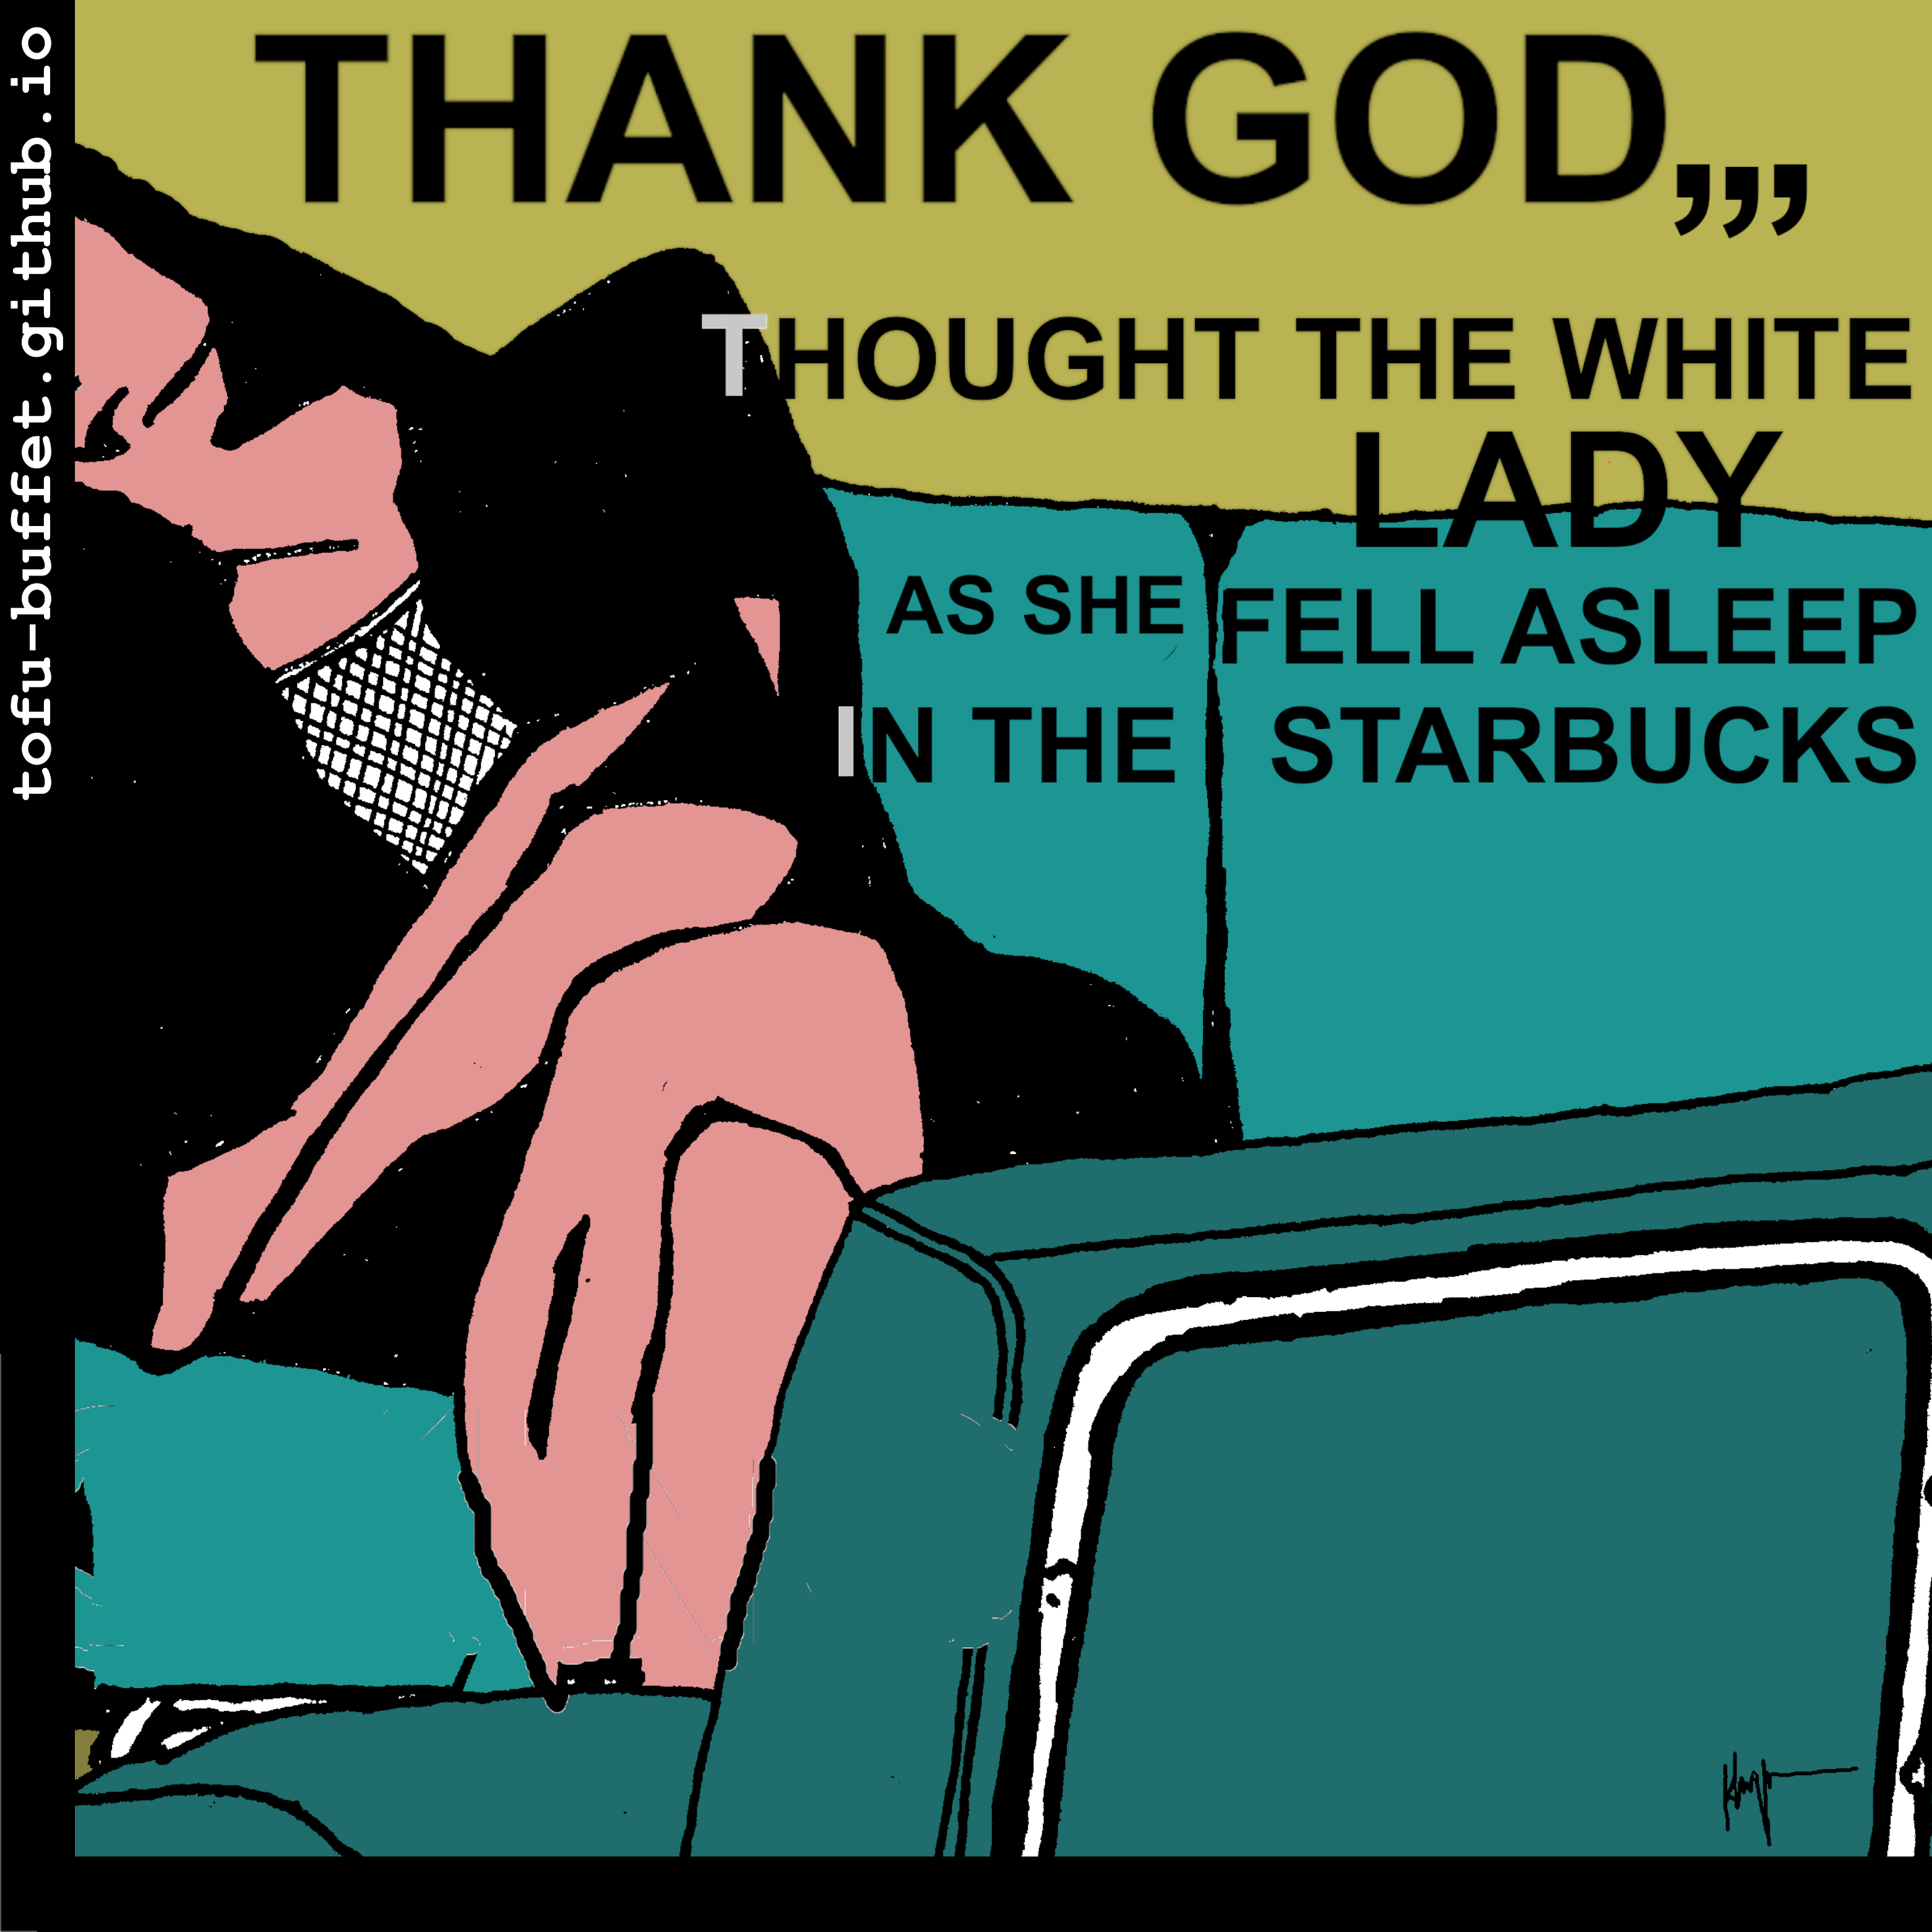 tofu-buffet.github.io
THANK GOD,,,
THOUGHT THE WHITE
LADY
AS SHE FELL ASLEEP
IN THE STARBUCKS